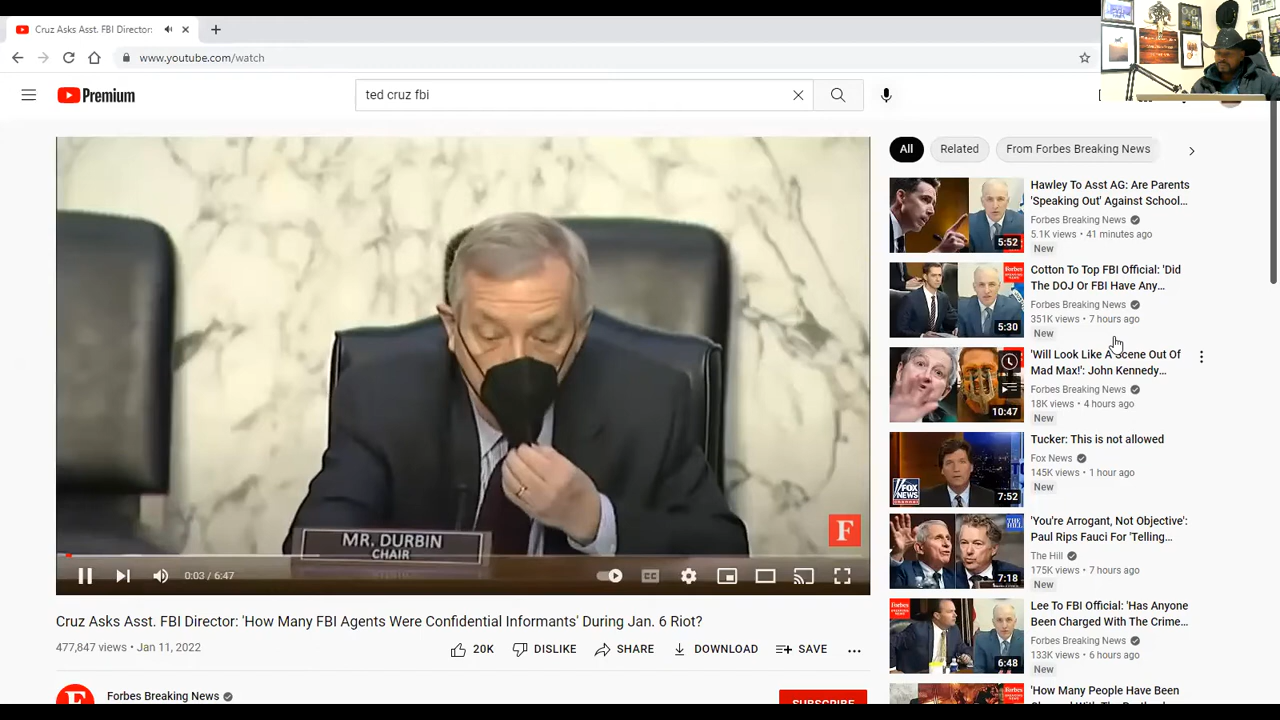 Cruz Asks Asst. FBI Director:
www.youtube.com/watch
Premium
ted cruz fbi
MR. DURBIN
CHAIR
F
0:03 / 6:47
CC
Cruz Asks Asst. FBI Director: 'How Many FBI Agents Were Confidential Informants' During Jan. 6 Riot?
477,847 views • Jan 11, 2022
20K
DISLIKE
SHARE
DOWNLOAD
SAVE
F
Forbes Breaking News
SUBSCRIBE
All
Related
From Forbes Breaking News
5:52
Hawley To Asst AG: Are Parents
'Speaking Out' Against School...
Forbes Breaking News
5.1K views • 41 minutes ago
New
Forbes
5:30
Cotton To Top FBI Official: 'Did
The DOJ Or FBI Have Any...
Forbes Breaking News
351K views • 7 hours ago
New
10:47
'Will Look Like A Scene Out Of
Mad Max!': John Kennedy...
Forbes Breaking News
18K views • 4 hours ago
New
FOX
NEWS
7:52
Tucker: This is not allowed
Fox News
145K views • 1 hour ago
New
THE HILL
7:18
'You're Arrogant, Not Objective':
Paul Rips Fauci For 'Telling...
The Hill
175K views • 7 hours ago
New
Forbes
6:48
Lee To FBI Official: 'Has Anyone
Been Charged With The Crime...
Forbes Breaking News
133K views • 6 hours ago
New
'How Many People Have Been